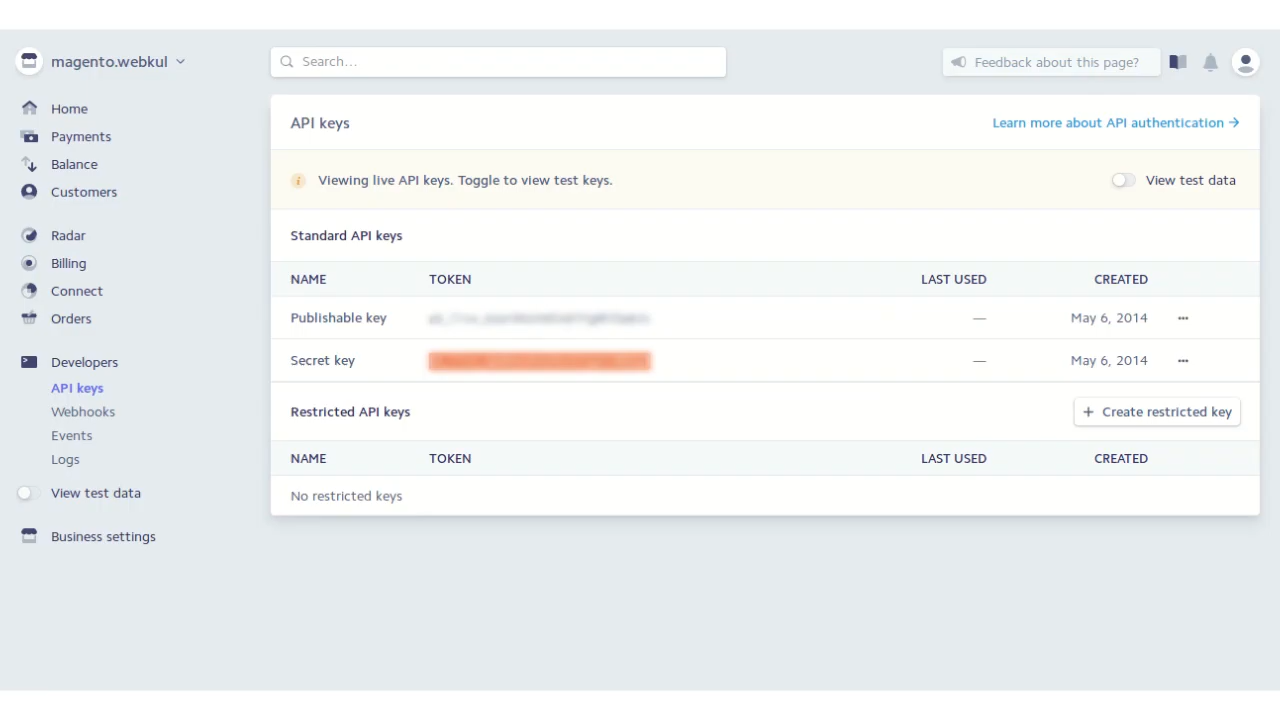 magento.webkul
Search...
Feedback about this page?
Home
Payments
Balance
Customers
Radar
Billing
Connect
Orders
Developers
API keys
Webhooks
Events
Logs
View test data
Business settings
API keys
Learn more about API authentication →
Viewing live API keys. Toggle to view test keys.
View test data
Standard API keys
NAME TOKEN LAST USED CREATED
Publishable key — May 6, 2014
Secret key — May 6, 2014
Restricted API keys
+ Create restricted key
NAME TOKEN LAST USED CREATED
No restricted keys